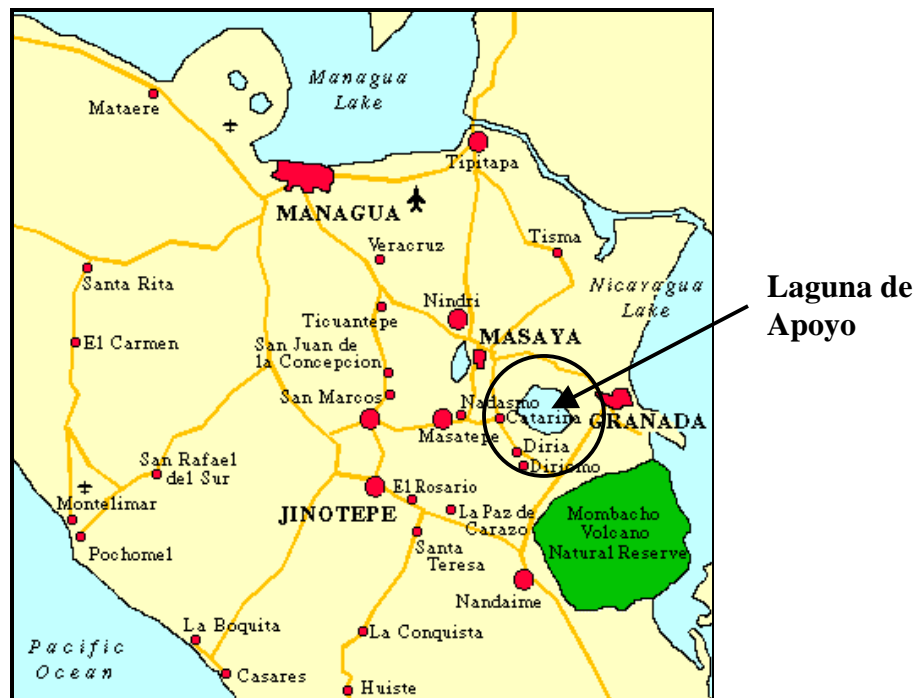 Managua
Lake
Mataere
Tipitapa
MANAGUA
Veracruz
Tisma
Santa Rita
Nicaragua
Lake
Laguna de
Apoyo
Nindri
Ticuantepe
San Juan de
la Concepcion
MASAYA
El Carmen
San Marcos
Nadasmo
Catarina
GRANADA
Masatepe
Diria
Diriomo
San Rafael
del Sur
El Rosario
JINOTEPE
La Paz de
Carazo
Mombacho
Volcano
Natural Reserve
Montelimar
Pochomel
Santa
Teresa
Nandaime
La Boquita
La Conquista
Pacific
Ocean
Casares
Huiste